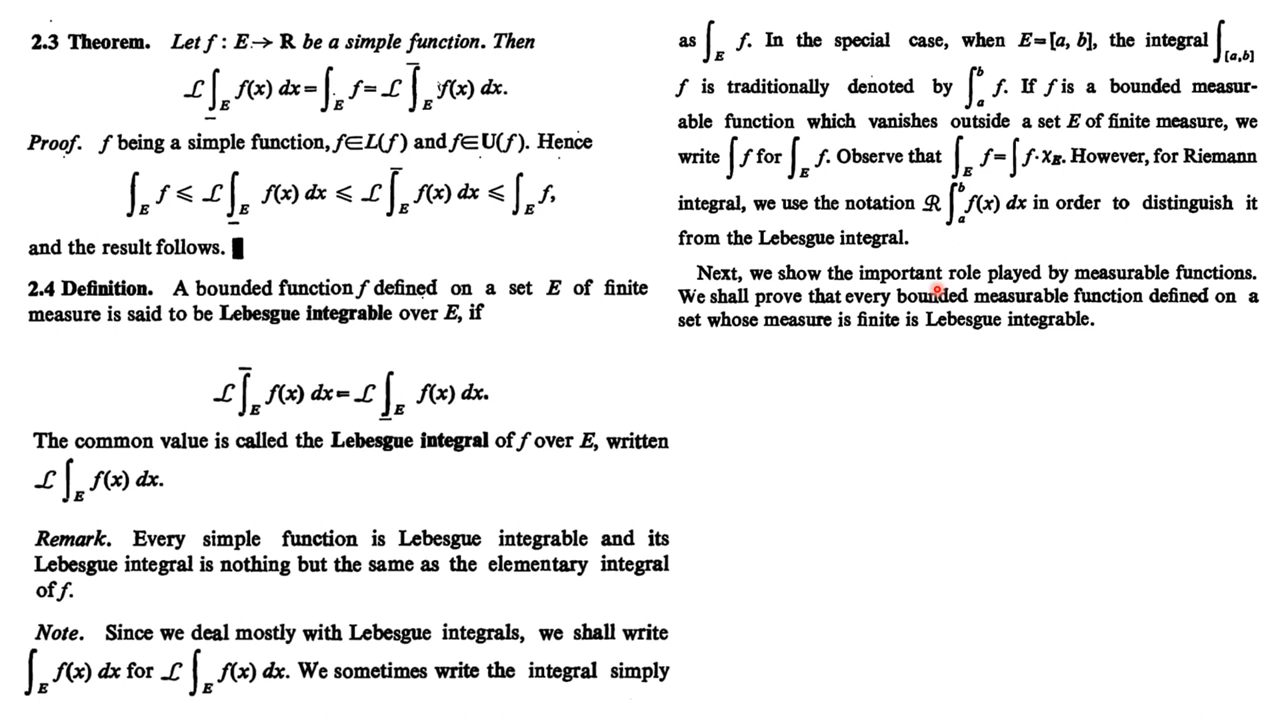 2.3 Theorem. Let f : E → R be a simple function. Then
ℒ∫_E f(x) dx = ∫_E f = ℒ∫̅_E f(x) dx.
Proof. f being a simple function, f∈L(f) and f∈U(f). Hence
∫_E f ⩽ ℒ∫̲_E f(x) dx ⩽ ℒ∫̅_E f(x) dx ⩽ ∫_E f,
and the result follows. ▮
2.4 Definition. A bounded function f defined on a set E of finite
measure is said to be Lebesgue integrable over E, if
ℒ∫̅_E f(x) dx = ℒ∫̲_E f(x) dx.
The common value is called the Lebesgue integral of f over E, written
ℒ∫_E f(x) dx.
Remark. Every simple function is Lebesgue integrable and its
Lebesgue integral is nothing but the same as the elementary integral
of f.
Note. Since we deal mostly with Lebesgue integrals, we shall write
∫_E f(x) dx for ℒ∫_E f(x) dx. We sometimes write the integral simply
as ∫_E f. In the special case, when E=[a, b], the integral ∫_[a,b]
f is traditionally denoted by ∫_a^b f. If f is a bounded measur-
able function which vanishes outside a set E of finite measure, we
write ∫f for ∫_E f. Observe that ∫_E f=∫f·χ_E. However, for Riemann
integral, we use the notation ℛ∫_a^b f(x) dx in order to distinguish it
from the Lebesgue integral.
Next, we show the important role played by measurable functions.
We shall prove that every bounded measurable function defined on a
set whose measure is finite is Lebesgue integrable.